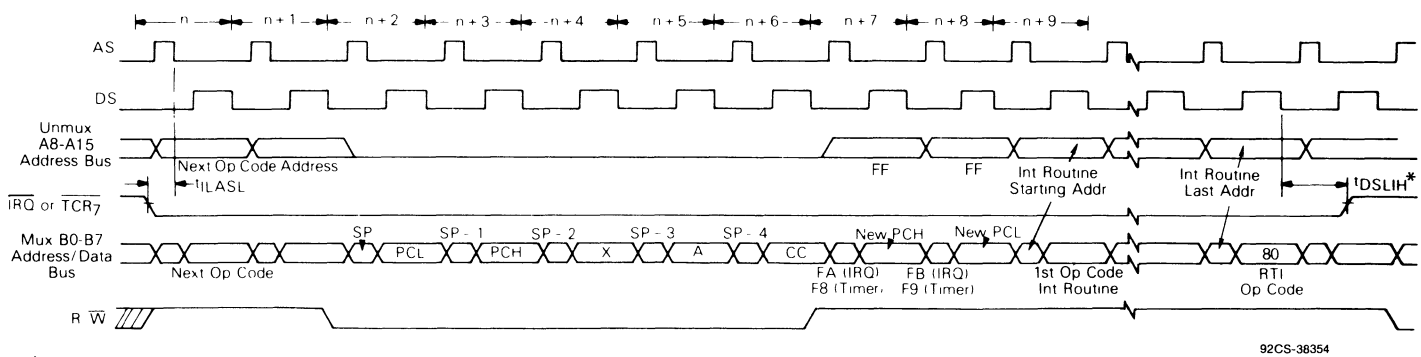 n n + 1 n + 2 n + 3 n + 4 n + 5 n + 6 n + 7 n + 8 n + 9
AS
DS
Unmux
A8-A15
Address Bus
Next Op Code Address
FF FF
Int Routine
Starting Addr
Int Routine
Last Addr
tILASL
tDSLIH*
IRQ or TCR7
Mux B0-B7
Address/Data
Bus
SP SP - 1 SP - 2 SP - 3 SP - 4 New PCH New PCL
PCL PCH X A CC 80
Next Op Code
FA (IRQ)
F8 (Timer)
FB (IRQ)
F9 (Timer)
1st Op Code
Int Routine
RTI
Op Code
R W
92CS-38354